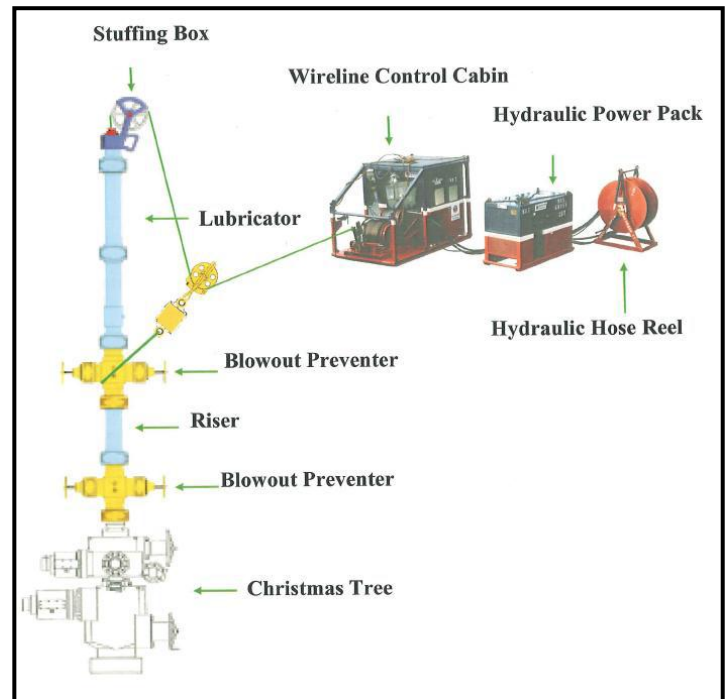 Stuffing Box
Wireline Control Cabin
Hydraulic Power Pack
Lubricator
Hydraulic Hose Reel
Blowout Preventer
Riser
Blowout Preventer
Christmas Tree